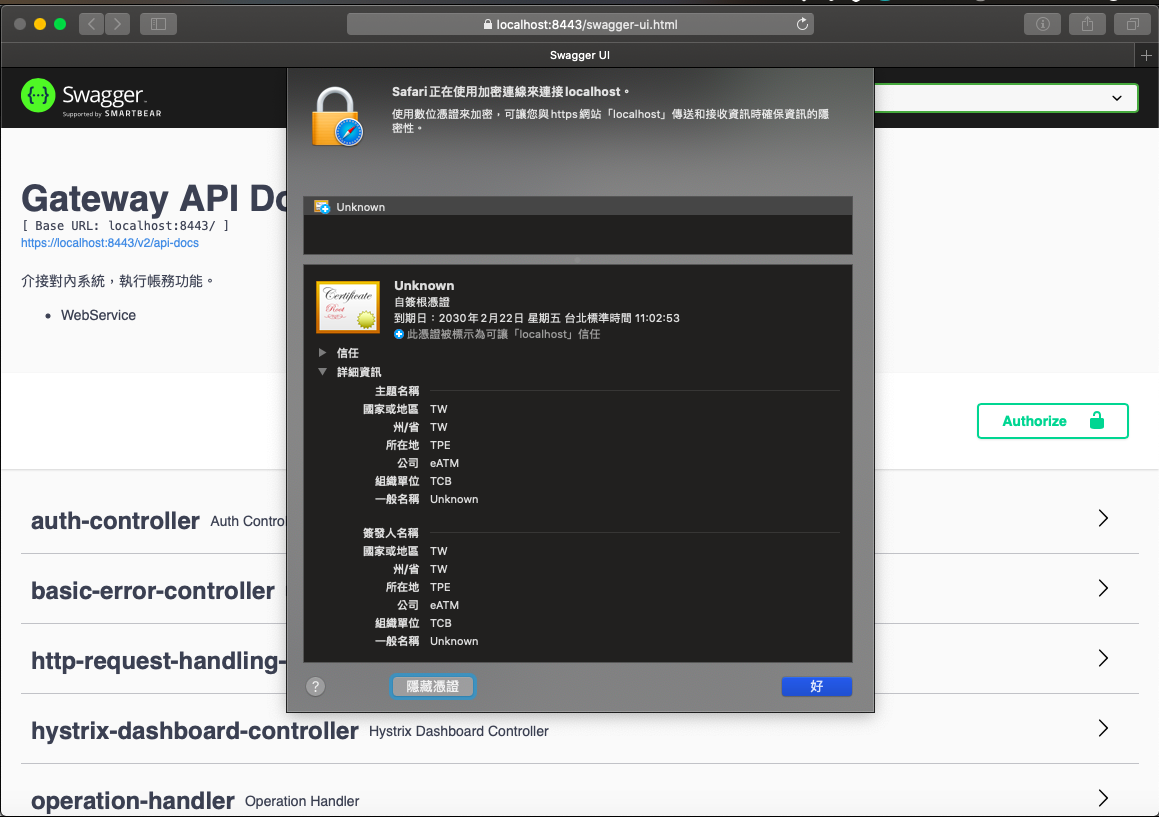 localhost:8443/swagger-ui.html
Swagger UI
Swagger
Supported by SMARTBEAR
Safari 正在使用加密連線來連接 localhost。
使用數位憑證來加密,可讓您與 https 網站「localhost」傳送和接收資訊時確保資訊的隱
密性。
Gateway API Do
[ Base URL: localhost:8443/ ]
https://localhost:8443/v2/api-docs
介接對內系統,執行帳務功能。
• WebService
Unknown
Certificate
Root
Unknown
自簽根憑證
到期日:2030 年 2 月 22 日 星期五 台北標準時間 11:02:53
此憑證被標示為可讓「localhost」信任
信任
詳細資訊
主題名稱
國家或地區 TW
州/省 TW
所在地 TPE
公司 eATM
組織單位 TCB
一般名稱 Unknown
簽發人名稱
國家或地區 TW
州/省 TW
所在地 TPE
公司 eATM
組織單位 TCB
一般名稱 Unknown
?
隱藏憑證
好
Authorize
auth-controller Auth Contro
basic-error-controller
http-request-handling-
hystrix-dashboard-controller Hystrix Dashboard Controller
operation-handler Operation Handler